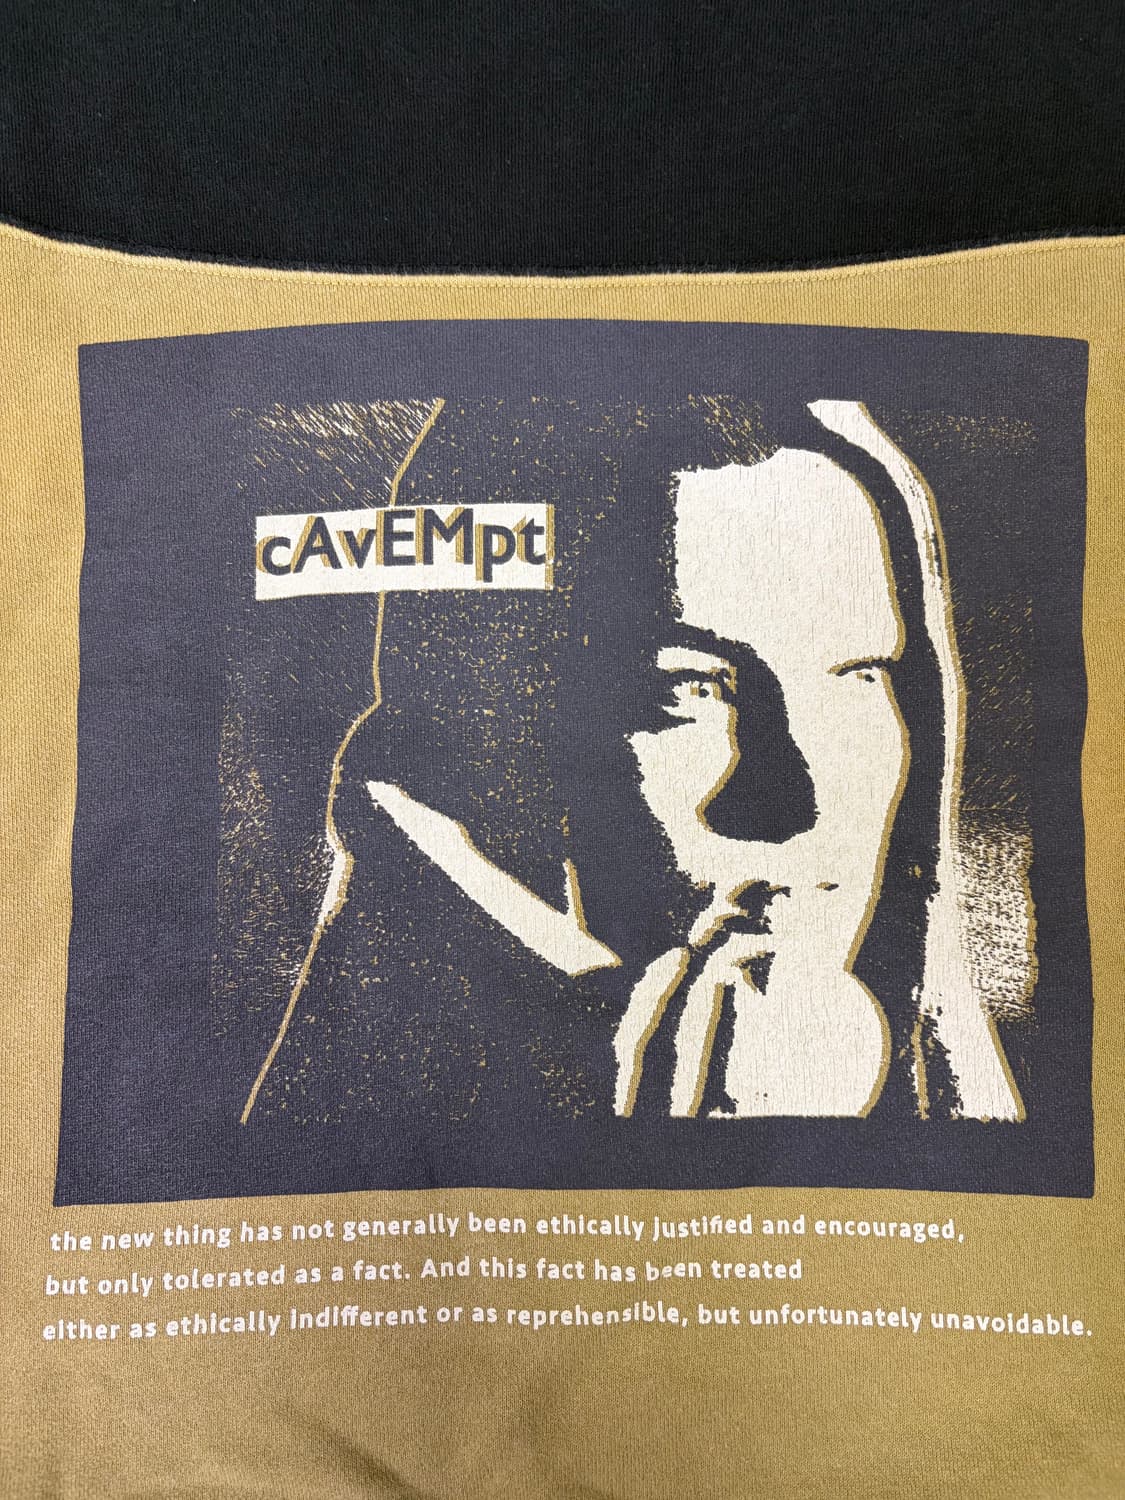 cAvEMpt
the new thing has not generally been ethically justified and encouraged,
but only tolerated as a fact. And this fact has been treated
either as ethically indifferent or as reprehensible, but unfortunately unavoidable.